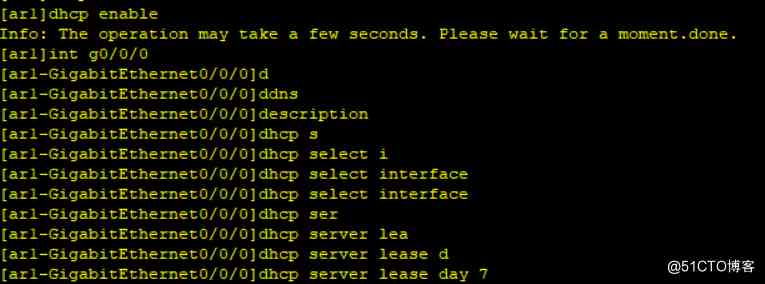 [ar1]dhcp enable
Info: The operation may take a few seconds. Please wait for a moment.done.
[ar1]int g0/0/0
[ar1-GigabitEthernet0/0/0]d
[ar1-GigabitEthernet0/0/0]ddns
[ar1-GigabitEthernet0/0/0]description
[ar1-GigabitEthernet0/0/0]dhcp s
[ar1-GigabitEthernet0/0/0]dhcp select i
[ar1-GigabitEthernet0/0/0]dhcp select interface
[ar1-GigabitEthernet0/0/0]dhcp select interface
[ar1-GigabitEthernet0/0/0]dhcp ser
[ar1-GigabitEthernet0/0/0]dhcp server lea
[ar1-GigabitEthernet0/0/0]dhcp server lease d
[ar1-GigabitEthernet0/0/0]dhcp server lease day 7
@51CTO博客